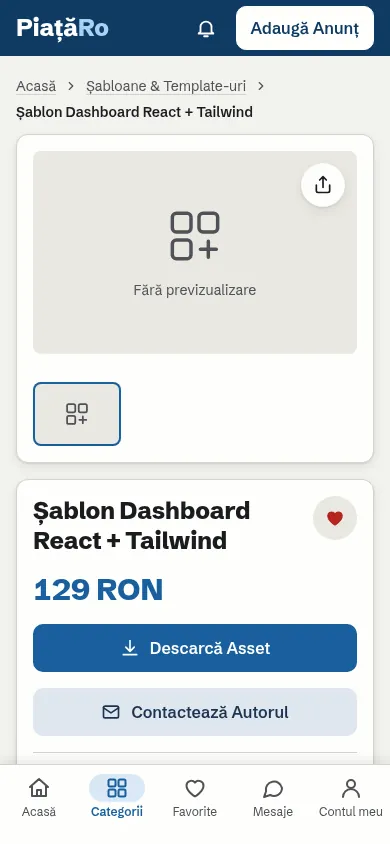 PiațăRo
Adaugă Anunț
Acasă > Șabloane & Template-uri >
Șablon Dashboard React + Tailwind
Fără previzualizare
Șablon Dashboard
React + Tailwind
129 RON
Descarcă Asset
Contactează Autorul
Acasă
Categorii
Favorite
Mesaje
Contul meu